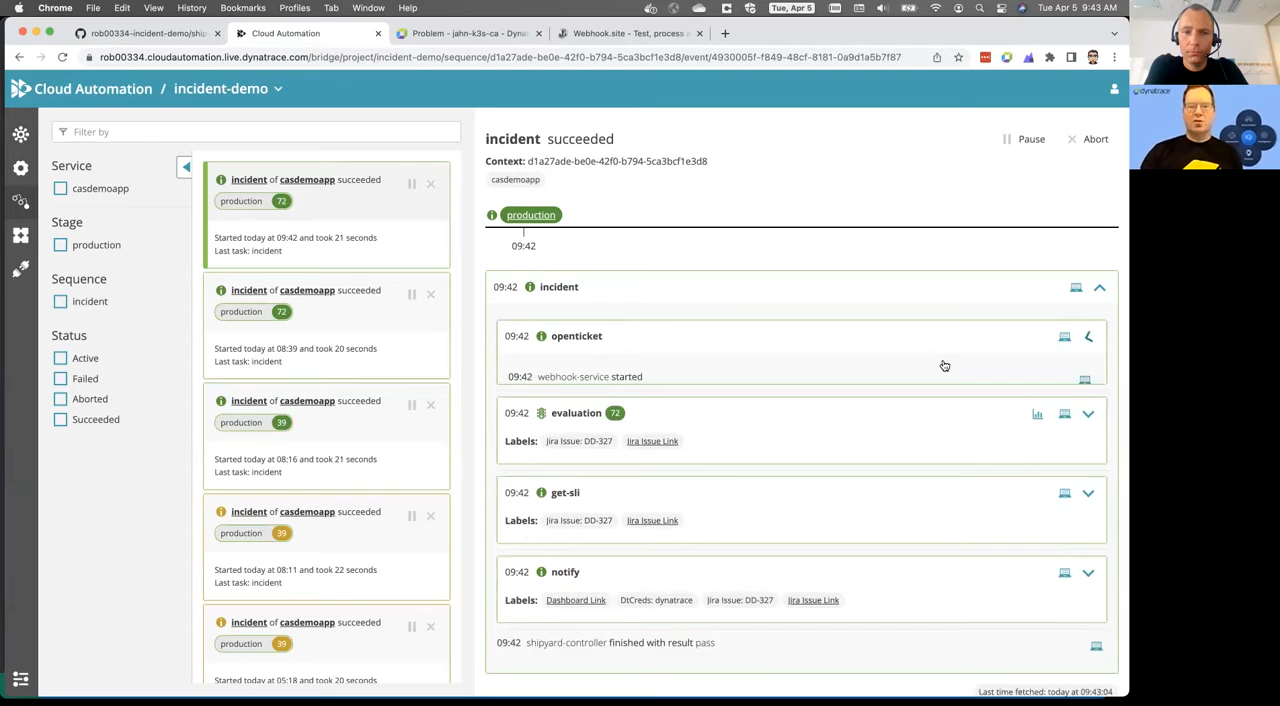 Chrome File Edit View History Bookmarks Profiles Tab Window Help Tue, Apr 5 Tue Apr 5 9:43 AM
rob00334-incident-demo/ship Cloud Automation Problem - jahn-k3s-ca - Dyna Webhook.site - Test, process a
rob00334.cloudautomation.live.dynatrace.com/bridge/project/incident-demo/sequence/d1a27ade-be0e-42f0-b794-5ca3bcf1e3d8/event/4930005f-f849-48cf-8181-0a9d1a5b7f87
Cloud Automation / incident-demo
dynatrace
Filter by
Service
casdemoapp
Stage
production
Sequence
incident
Status
Active
Failed
Aborted
Succeeded
incident of casdemoapp succeeded
production 72
Started today at 09:42 and took 21 seconds
Last task: incident
incident of casdemoapp succeeded
production 72
Started today at 08:39 and took 20 seconds
Last task: incident
incident of casdemoapp succeeded
production 39
Started today at 08:16 and took 21 seconds
Last task: incident
incident of casdemoapp succeeded
production 39
Started today at 08:11 and took 22 seconds
Last task: incident
incident of casdemoapp succeeded
production 39
Started today at 05:18 and took 20 seconds
incident succeeded
Pause Abort
Context: d1a27ade-be0e-42f0-b794-5ca3bcf1e3d8
casdemoapp
production
09:42
09:42 incident
09:42 openticket
09:42 webhook-service started
09:42 evaluation 72
Labels: Jira Issue: DD-327 Jira Issue Link
09:42 get-sli
Labels: Jira Issue: DD-327 Jira Issue Link
09:42 notify
Labels: Dashboard Link DtCreds: dynatrace Jira Issue: DD-327 Jira Issue Link
09:42 shipyard-controller finished with result pass
Last time fetched: today at 09:43:04